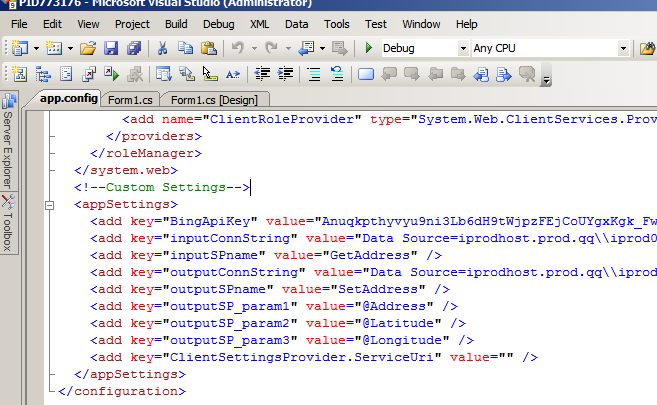 PID773176 - Microsoft Visual Studio (Administrator)
File Edit View Project Build Debug XML Data Tools Test Window Help
Debug Any CPU
app.config Form1.cs Form1.cs [Design]
Server Explorer
Toolbox
<add name="ClientRoleProvider" type="System.Web.ClientServices.Prov
</providers>
</roleManager>
</system.web>
<!--Custom Settings-->
<appSettings>
<add key="BingApiKey" value="Anuqkpthyvyu9ni3Lb6dH9tWjpzFEjCoUYgxKgk_Fw
<add key="inputConnString" value="Data Source=iprodhost.prod.qq\\iprod0
<add key="inputSPname" value="GetAddress" />
<add key="outputConnString" value="Data Source=iprodhost.prod.qq\\iprod
<add key="outputSPname" value="SetAddress" />
<add key="outputSP_param1" value="@Address" />
<add key="outputSP_param2" value="@Latitude" />
<add key="outputSP_param3" value="@Longitude" />
<add key="ClientSettingsProvider.ServiceUri" value="" />
</appSettings>
</configuration>